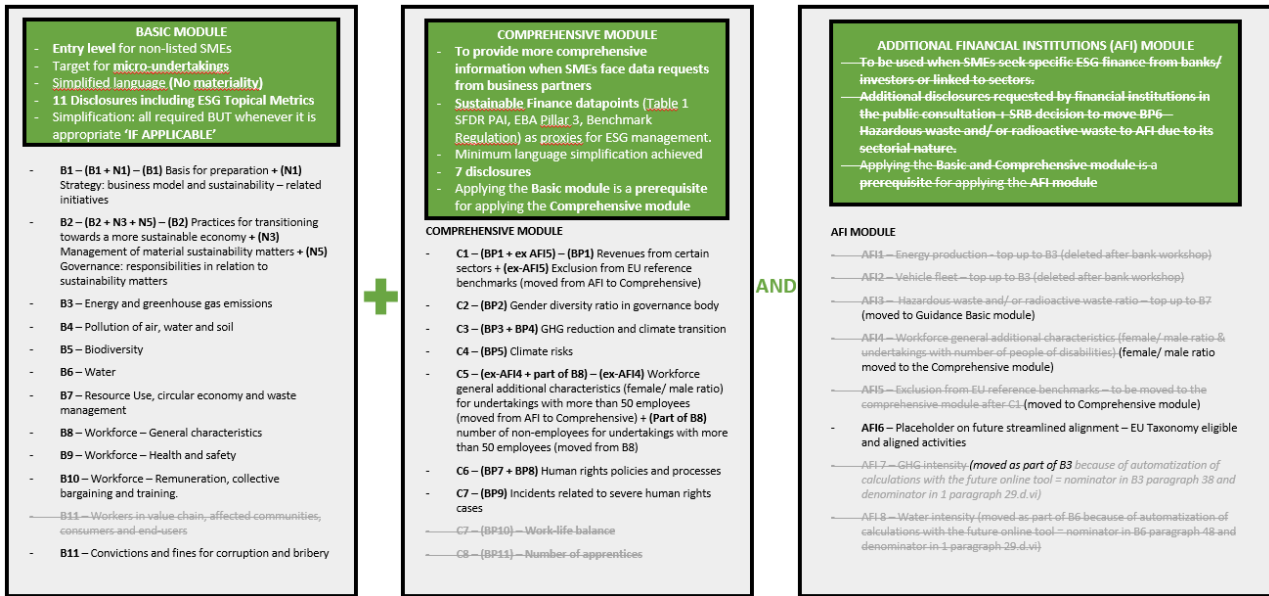 BASIC MODULE
- Entry level for non-listed SMEs
- Target for micro-undertakings
- Simplified language (No materiality)
- 11 Disclosures including ESG Topical Metrics
- Simplification: all required BUT whenever it is
appropriate ‘IF APPLICABLE’
- B1 – (B1 + N1) – (B1) Basis for preparation + (N1)
Strategy: business model and sustainability – related
initiatives
- B2 – (B2 + N3 + N5) – (B2) Practices for transitioning
towards a more sustainable economy + (N3)
Management of material sustainability matters + (N5)
Governance: responsibilities in relation to
sustainability matters
- B3 – Energy and greenhouse gas emissions
- B4 – Pollution of air, water and soil
- B5 – Biodiversity
- B6 – Water
- B7 – Resource Use, circular economy and waste
management
- B8 – Workforce – General characteristics
- B9 – Workforce – Health and safety
- B10 – Workforce – Remuneration, collective
bargaining and training.
- B11 – Workers in value chain, affected communities,
consumers and end-users
- B11 – Convictions and fines for corruption and bribery
COMPREHENSIVE MODULE
- To provide more comprehensive
information when SMEs face data requests
from business partners
- Sustainable Finance datapoints (Table 1
SFDR PAI, EBA Pillar 3, Benchmark
Regulation) as proxies for ESG management.
- Minimum language simplification achieved
- 7 disclosures
- Applying the Basic module is a prerequisite
for applying the Comprehensive module
COMPREHENSIVE MODULE
- C1 – (BP1 + ex AFI5) – (BP1) Revenues from certain
sectors + (ex-AFI5) Exclusion from EU reference
benchmarks (moved from AFI to Comprehensive)
- C2 – (BP2) Gender diversity ratio in governance body
- C3 – (BP3 + BP4) GHG reduction and climate transition
- C4 – (BP5) Climate risks
- C5 – (ex-AFI4 + part of B8) – (ex-AFI4) Workforce
general additional characteristics (female/ male ratio)
for undertakings with more than 50 employees
(moved from AFI to Comprehensive) + (Part of B8)
number of non-employees for undertakings with more
than 50 employees (moved from B8)
- C6 – (BP7 + BP8) Human rights policies and processes
- C7 – (BP9) Incidents related to severe human rights
cases
- C7 – (BP10) – Work-life balance
- C8 – (BP11) – Number of apprentices
AND
ADDITIONAL FINANCIAL INSTITUTIONS (AFI) MODULE
- To be used when SMEs seek specific ESG finance from banks/
investors or linked to sectors.
- Additional disclosures requested by financial institutions in
the public consultation + SRB decision to move BP6 –
Hazardous waste and/ or radioactive waste to AFI due to its
sectorial nature.
- Applying the Basic and Comprehensive module is a
prerequisite for applying the AFI module
AFI MODULE
- AFI1 – Energy production - top up to B3 (deleted after bank workshop)
- AFI2 – Vehicle fleet – top up to B3 (deleted after bank workshop)
- AFI3 – Hazardous waste and/ or radioactive waste ratio – top up to B7
(moved to Guidance Basic module)
- AFI4 – Workforce general additional characteristics (female/ male ratio &
undertakings with number of people of disabilities) (female/ male ratio
moved to the Comprehensive module)
- AFI5 – Exclusion from EU reference benchmarks – to be moved to the
comprehensive module after C1 (moved to Comprehensive module)
- AFI6 – Placeholder on future streamlined alignment – EU Taxonomy eligible
and aligned activities
- AFI 7 – GHG intensity (moved as part of B3 because of automatization of
calculations with the future online tool = nominator in B3 paragraph 38 and
denominator in 1 paragraph 29.d.vi)
- AFI 8 – Water intensity (moved as part of B6 because of automatization of
calculations with the future online tool = nominator in B6 paragraph 48 and
denominator in 1 paragraph 29.d.vi)